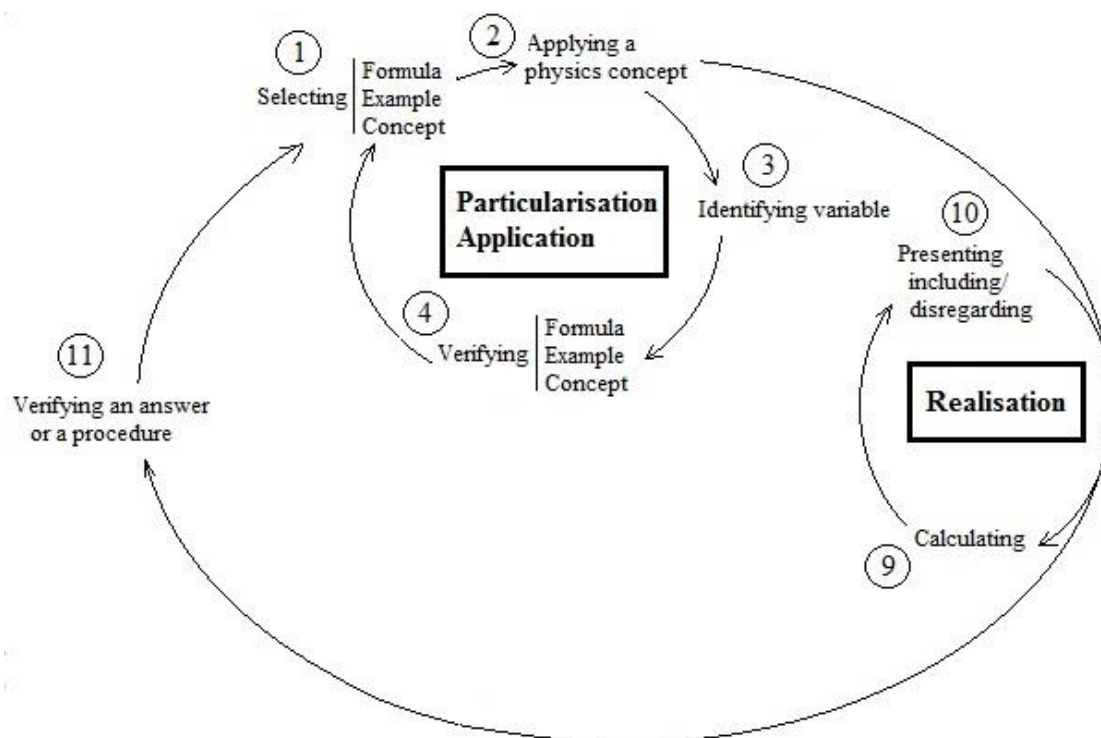 1
Selecting
Formula
Example
Concept
2
Applying a
physics concept
3
Identifying variable
Particularisation
Application
4
Verifying
Formula
Example
Concept
10
Presenting
including/
disregarding
Realisation
Calculating
9
11
Verifying an answer
or a procedure